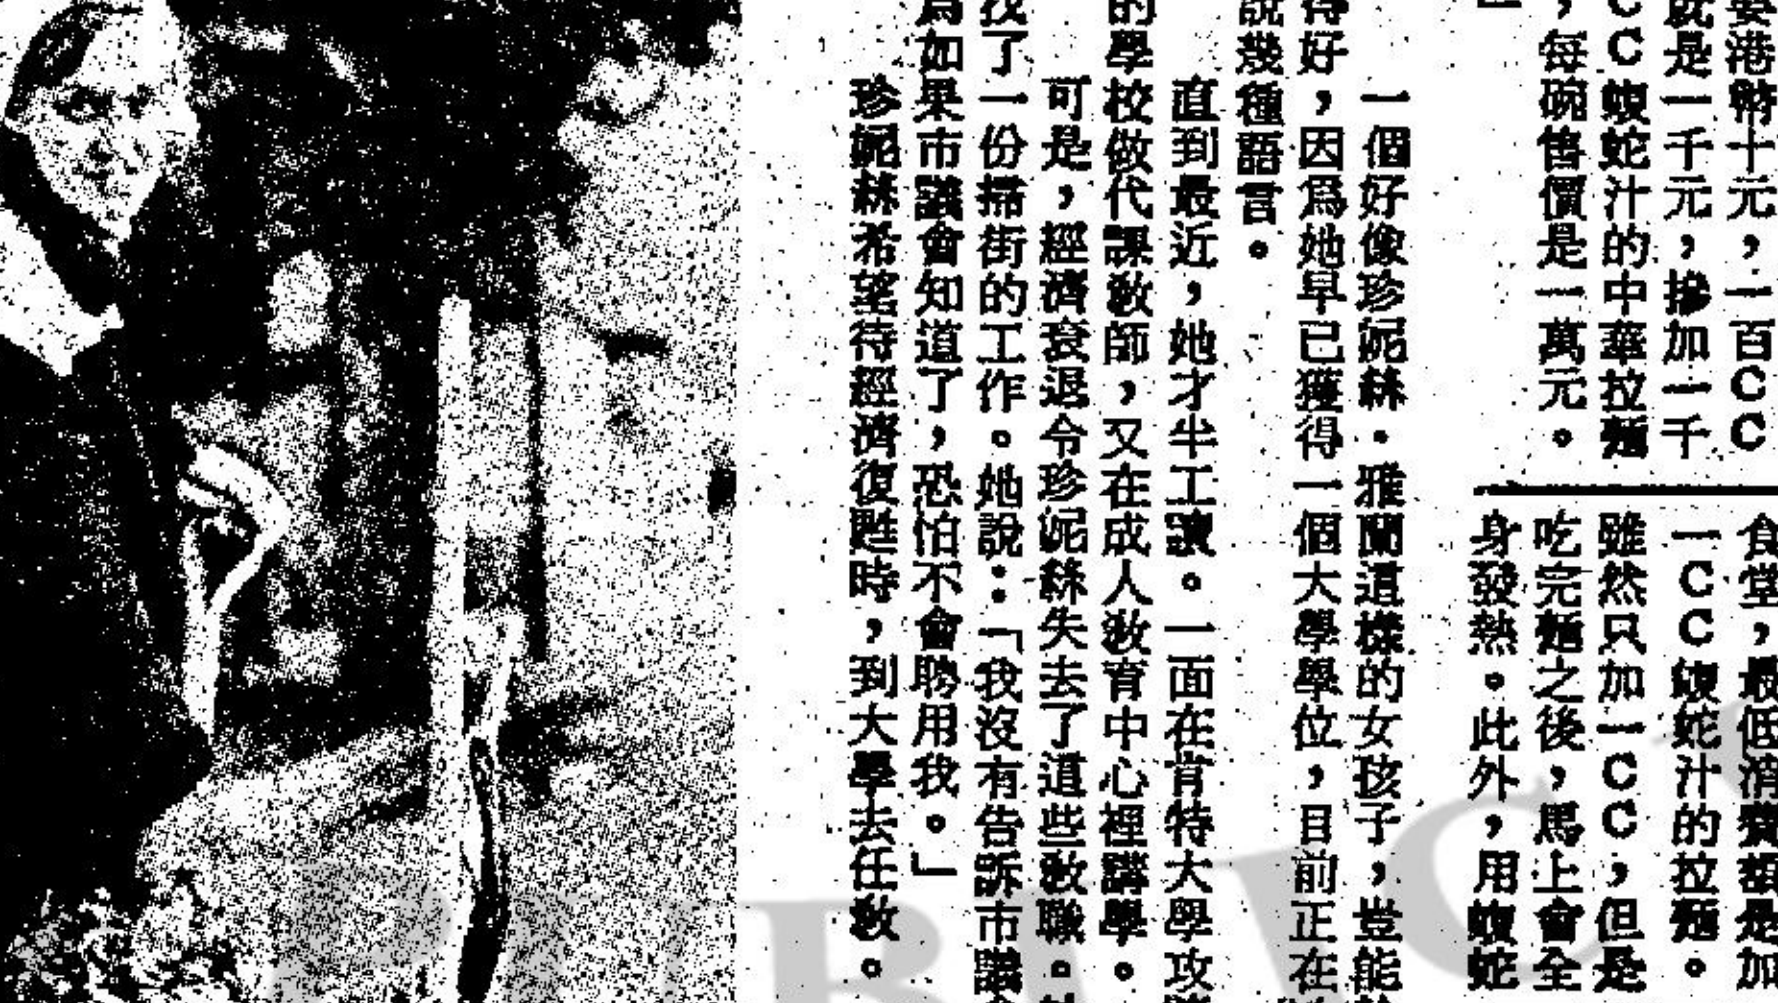 要港幣十元，一百CC
就是一千元，摻加一千
CC蝮蛇汁的中華拉麵
，每碗售價是一萬元。
食堂，最低消費額是加
一CC蝮蛇汁的拉麵。
雖然只加一CC，但是
吃完麵之後，馬上會全
身發熱。此外，用蝮蛇
一個好像珍妮絲·雅蘭這樣的女孩子，豈能
得好，因爲她早已獲得一個大學學位，目前正在
說幾種語言。
直到最近，她才半工讀。一面在肯特大學攻
的學校做代課教師，又在成人教育中心裡講學。
可是，經濟衰退令珍妮絲失去了這些教職。
找了一份掃街的工作。她說：「我沒有告訴市議
爲如果市議會知道了，恐怕不會聘用我。」
珍妮絲希望待經濟復甦時，到大學去任教。
PUBLIC